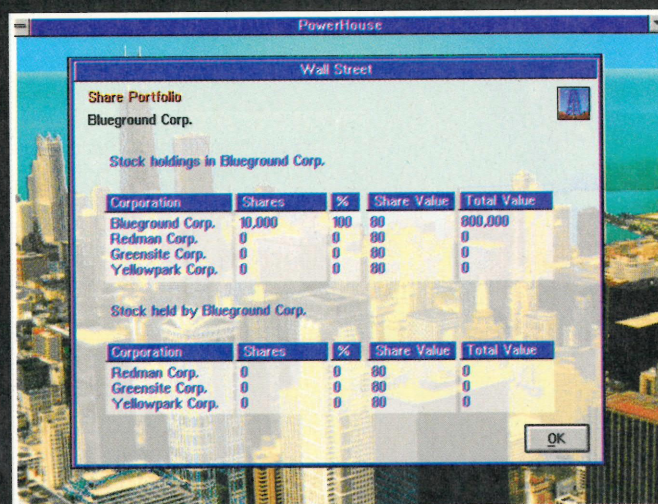 PowerHouse
Wall Street
Share Portfolio
Blueground Corp.
Stock holdings in Blueground Corp.
Corporation Shares % Share Value Total Value
Blueground Corp. 10,000 100 80 800,000
Redman Corp. 0 0 80 0
Greensite Corp. 0 0 80 0
Yellowpark Corp. 0 0 80 0
Stock held by Blueground Corp.
Corporation Shares % Share Value Total Value
Redman Corp. 0 0 80 0
Greensite Corp. 0 0 80 0
Yellowpark Corp. 0 0 80 0
OK